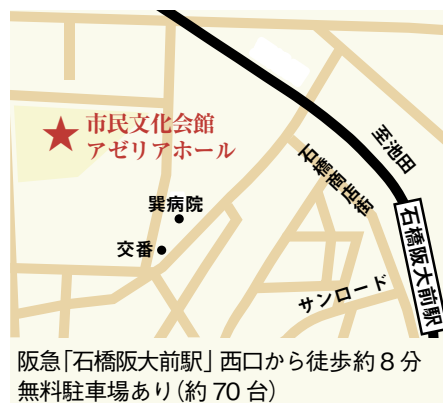 市民文化会館
アゼリアホール
至池田
石橋商店街
巽病院
石橋阪大前駅
交番
サンロード
阪急「石橋阪大前駅」西口から徒歩約8分
無料駐車場あり(約70台)